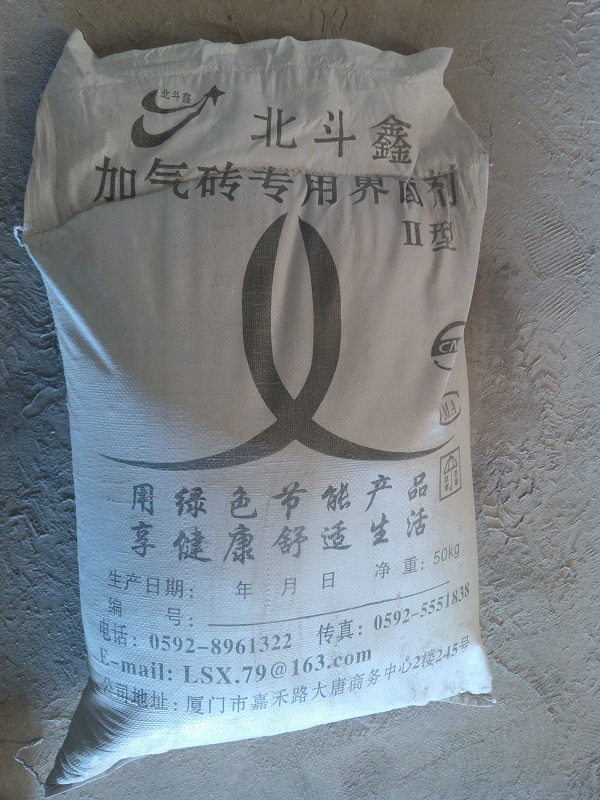 北斗鑫
北斗鑫
加气砖专用界面剂
II型
CMA
用绿色节能产品
享健康舒适生活
生产日期： 年 月 日 净重：50kg
编 号：
电话：0592-8961322 传真：0592-5551838
E-mail: LSX.79@163.com
公司地址：厦门市嘉禾路大唐商务中心2楼245号